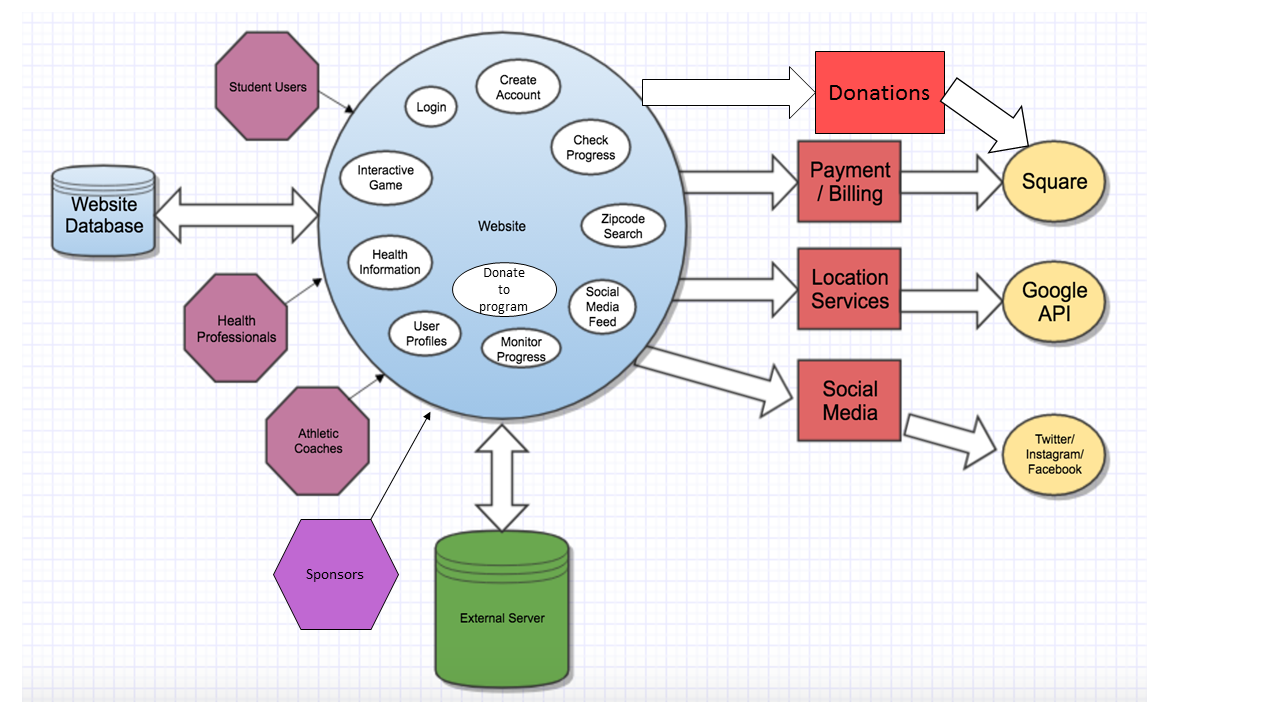 Student Users
Create
Account
Login
Donations
Check
Progress
Interactive
Game
Payment
/ Billing
Square
Website
Database
Zipcode
Search
Website
Health
Information
Donate
to
program
Social
Media
Feed
Location
Services
Google
API
Health
Professionals
User
Profiles
Monitor
Progress
Social
Media
Athletic
Coaches
Twitter/
Instagram/
Facebook
Sponsors
External Server